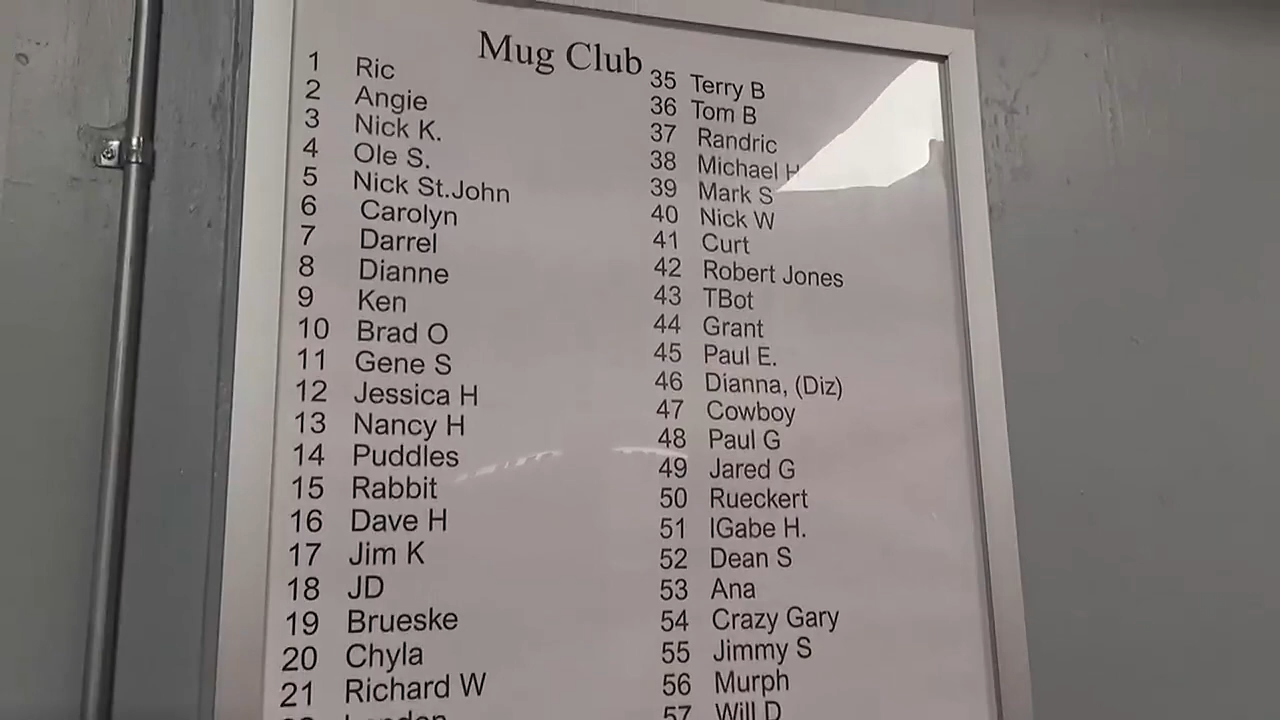 Mug Club
1 Ric
2 Angie
3 Nick K.
4 Ole S.
5 Nick St.John
6 Carolyn
7 Darrel
8 Dianne
9 Ken
10 Brad O
11 Gene S
12 Jessica H
13 Nancy H
14 Puddles
15 Rabbit
16 Dave H
17 Jim K
18 JD
19 Brueske
20 Chyla
21 Richard W
35 Terry B
36 Tom B
37 Randric
38 Michael H
39 Mark S
40 Nick W
41 Curt
42 Robert Jones
43 TBot
44 Grant
45 Paul E.
46 Dianna, (Diz)
47 Cowboy
48 Paul G
49 Jared G
50 Rueckert
51 IGabe H.
52 Dean S
53 Ana
54 Crazy Gary
55 Jimmy S
56 Murph
57 Will D